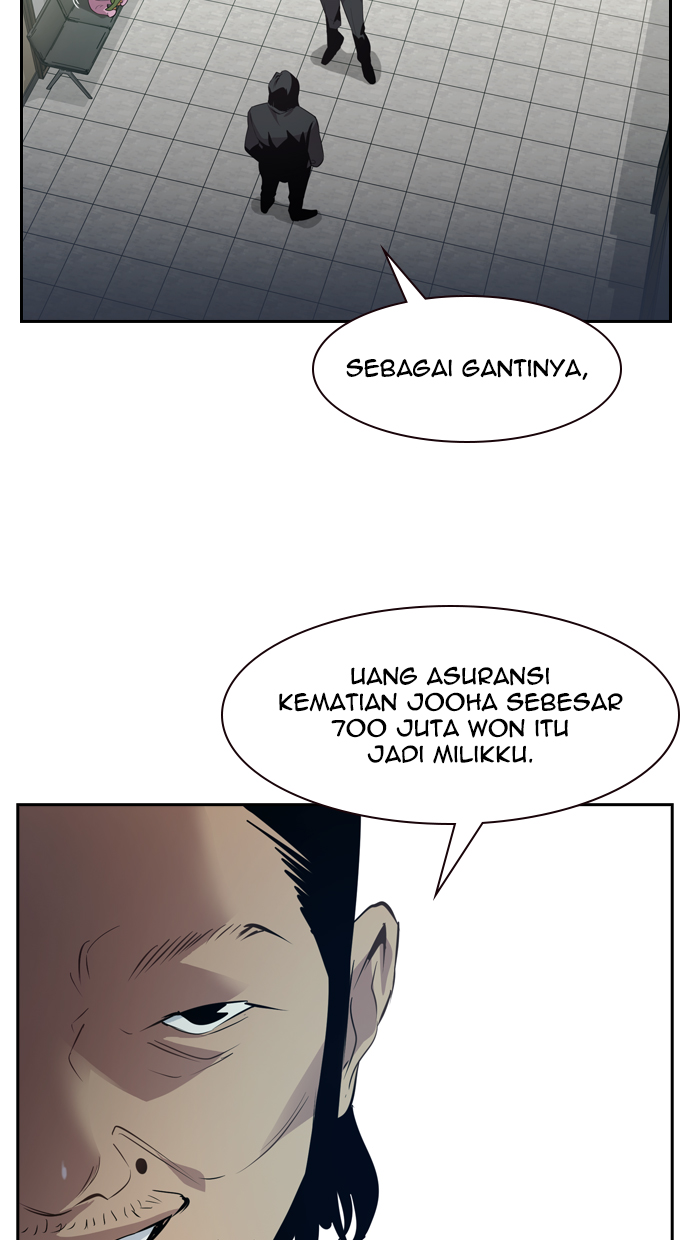 SEBAGAI GANTINYA,
UANG ASURANSI
KEMATIAN JOOHA SEBESAR
700 JUTA WON ITU
JADI MILIKKU.